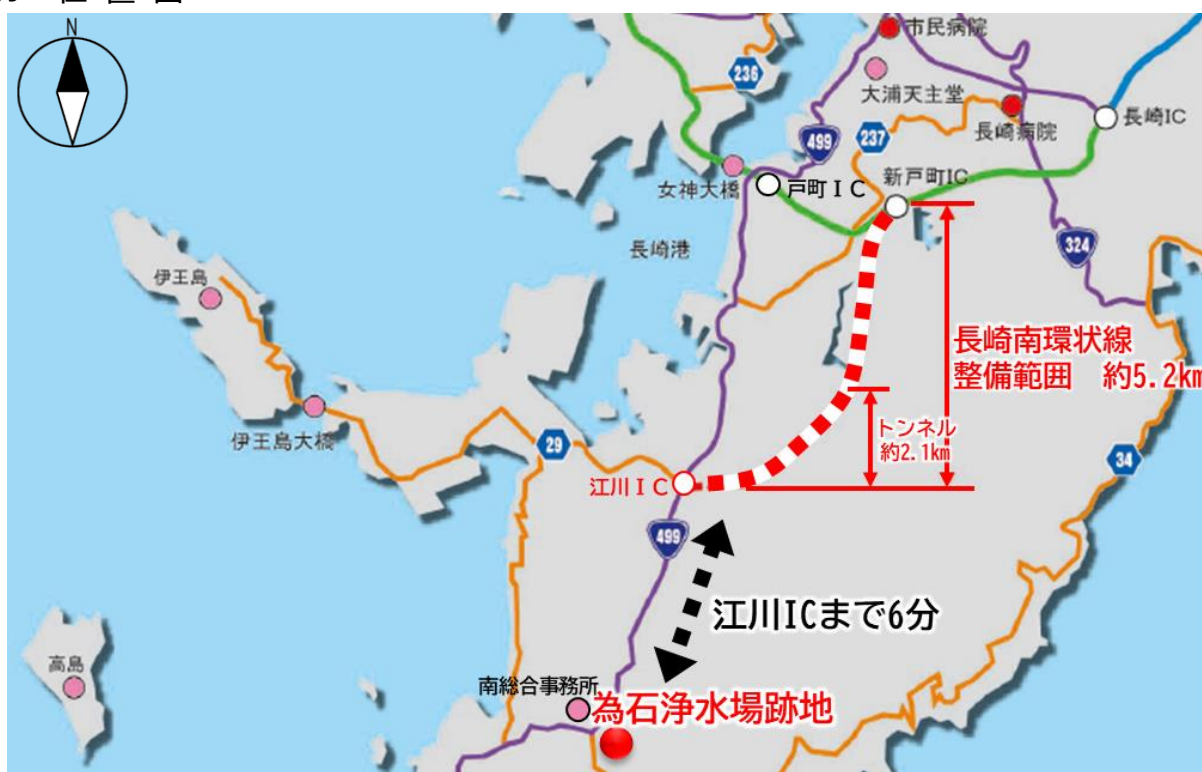 N
市民病院
236
大浦天主堂
長崎IC
499
237
長崎病院
女神大橋
戸町IC
新戸町IC
長崎港
324
伊王島
長崎南環状線
整備範囲 約5.2km
伊王島大橋
29
トンネル
約2.1km
34
江川IC
499
江川ICまで6分
高島
南総合事務所
為石浄水場跡地